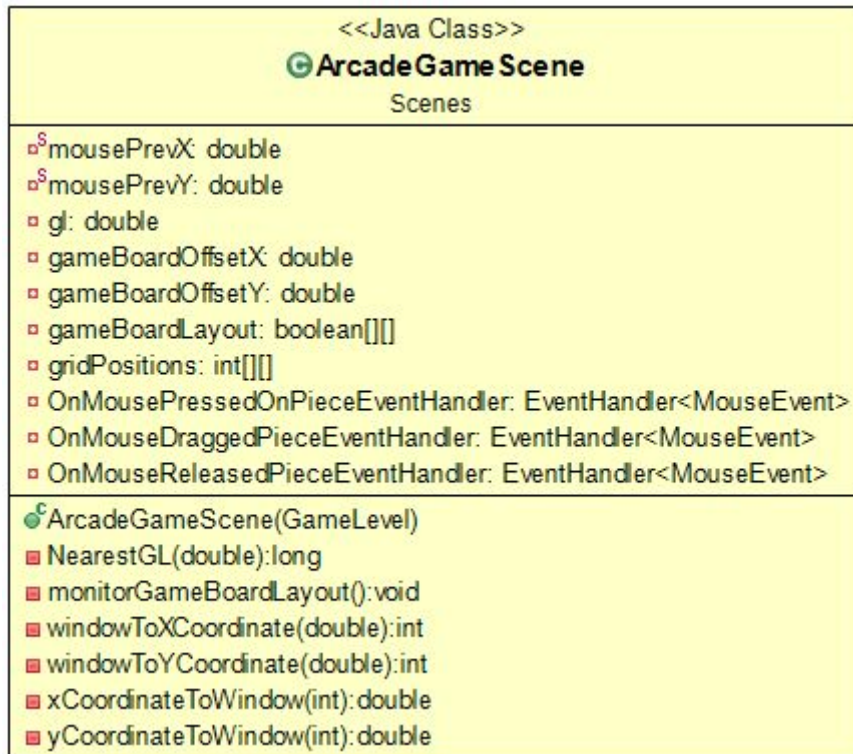 <<Java Class>>
ArcadeGameScene
Scenes
mousePrevX: double
mousePrevY: double
gl: double
gameBoardOffsetX: double
gameBoardOffsetY: double
gameBoardLayout: boolean[][]
gridPositions: int[][]
OnMousePressedOnPieceEventHandler: EventHandler<MouseEvent>
OnMouseDraggedPieceEventHandler: EventHandler<MouseEvent>
OnMouseReleasedPieceEventHandler: EventHandler<MouseEvent>
ArcadeGameScene(GameLevel)
NearestGL(double):long
monitorGameBoardLayout():void
windowToXCoordinate(double):int
windowToYCoordinate(double):int
xCoordinateToWindow(int):double
yCoordinateToWindow(int):double